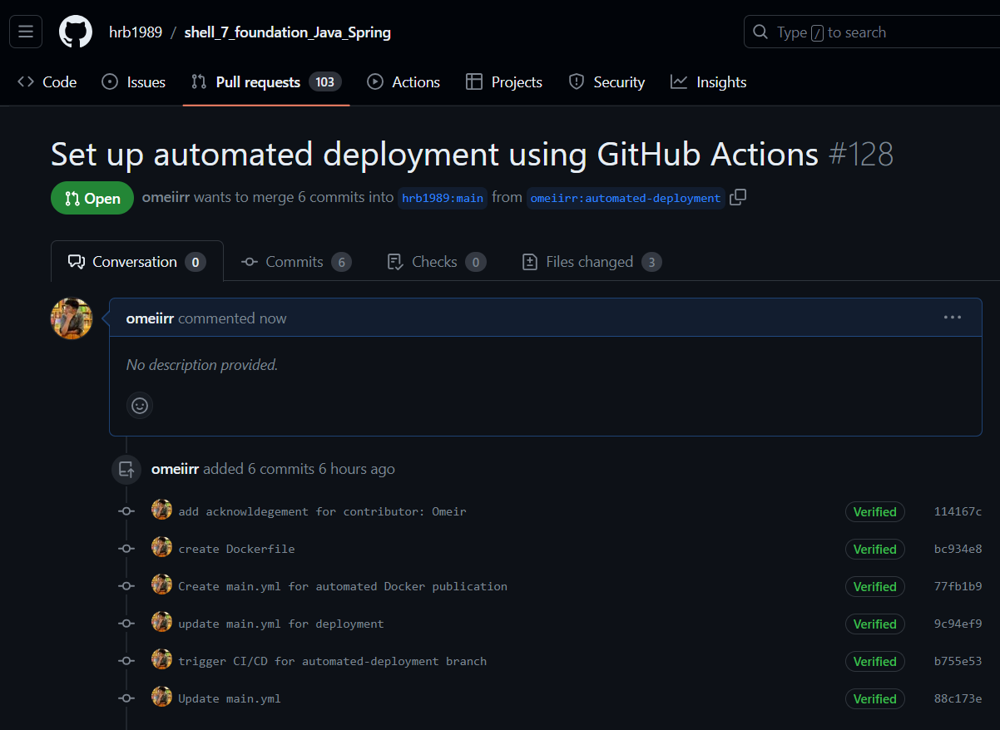 hrb1989 / shell_7_foundation_Java_Spring
Type / to search
Code Issues Pull requests 103 Actions Projects Security Insights
Set up automated deployment using GitHub Actions #128
Open omeiirr wants to merge 6 commits into hrb1989:main from omeiirr:automated-deployment
Conversation 0 Commits 6 Checks 0 Files changed 3
omeiirr commented now
No description provided.
omeiirr added 6 commits 6 hours ago
add acknowldegement for contributor: Omeir Verified 114167c
create Dockerfile Verified bc934e8
Create main.yml for automated Docker publication Verified 77fb1b9
update main.yml for deployment Verified 9c94ef9
trigger CI/CD for automated-deployment branch Verified b755e53
Update main.yml Verified 88c173e